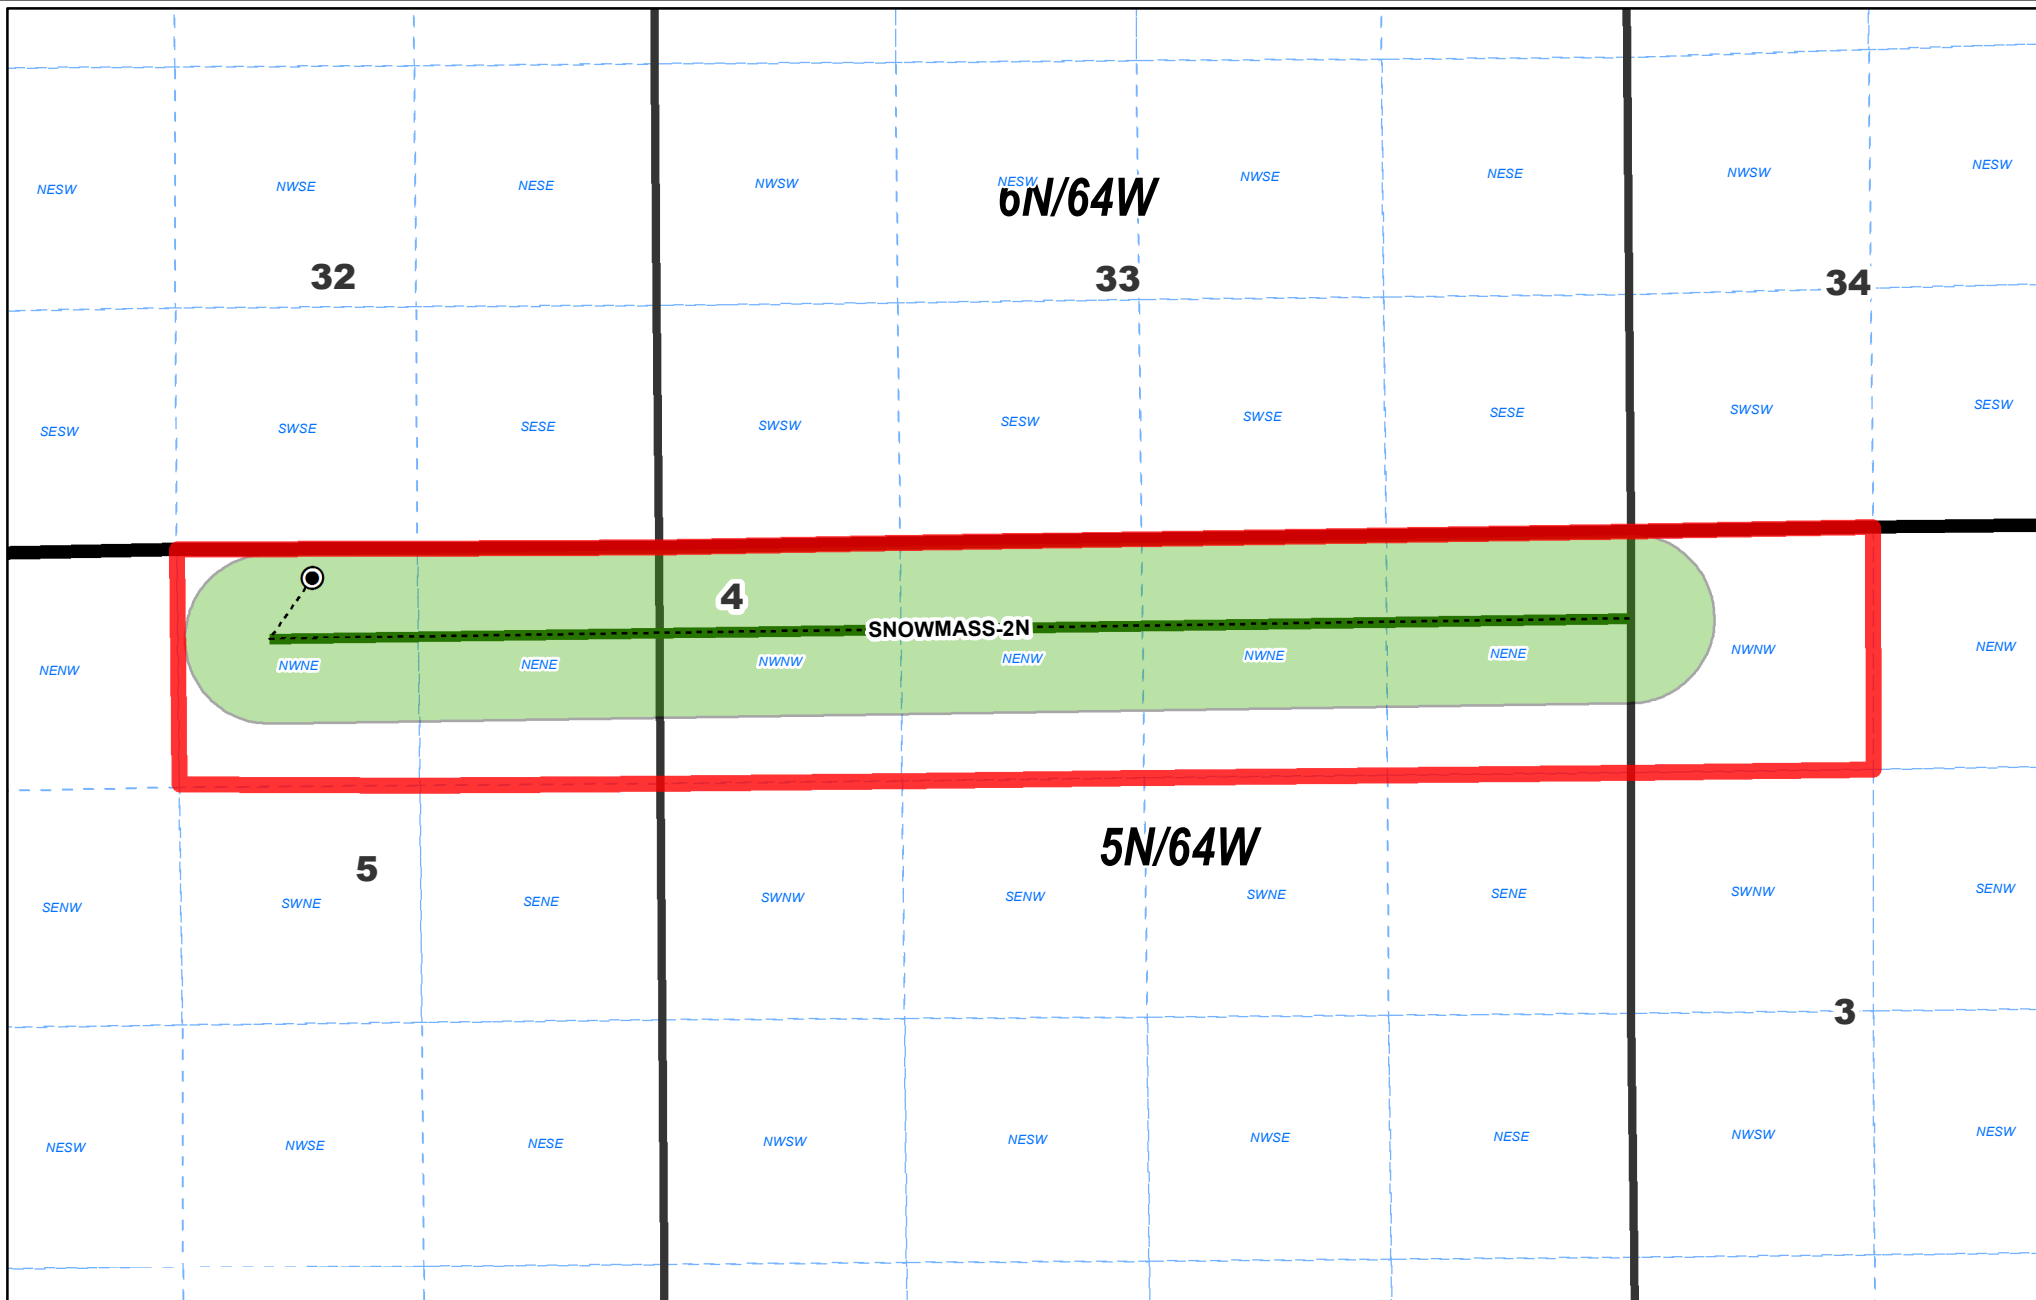 NESW NWSE NESE NWSW NESW NWSE NESE NWSW NESW
6N/64W
32 33 34
SESW SWSE SESE SWSW SESW SWSE SESE SWSW SESW
4
SNOWMASS-2N
NENW NWNE NENE NWNW NENW NWNE NENE NWNW NENW
5N/64W
5
SENW SWNE SENE SWNW SENW SWNE SENE SWNW SENW
3
NESW NWSE NESE NWSW NESW NWSE NESE NWSW NESW